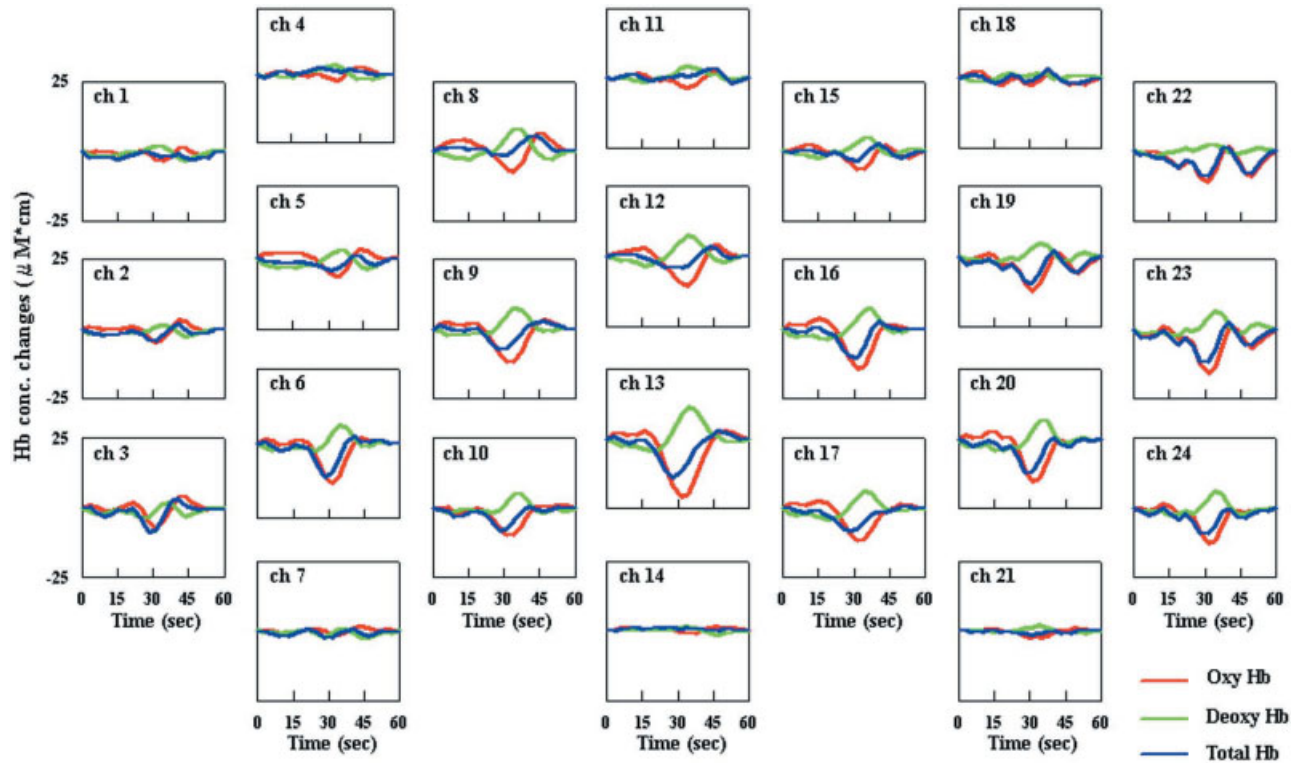 ch 4
ch 11
ch 18
25
ch 1
ch 8
ch 15
ch 22
-25
ch 5
ch 12
ch 19
25
ch 2
ch 9
ch 16
ch 23
-25
ch 6
ch 13
ch 20
25
ch 3
ch 10
ch 17
ch 24
-25
Hb conc. changes (μM*cm)
ch 7
ch 14
ch 21
0 15 30 45 60
Time (sec)
0 15 30 45 60
Time (sec)
0 15 30 45 60
Time (sec)
0 15 30 45 60
Time (sec)
0 15 30 45 60
Time (sec)
0 15 30 45 60
Time (sec)
0 15 30 45 60
Time (sec)
Oxy Hb
Deoxy Hb
Total Hb